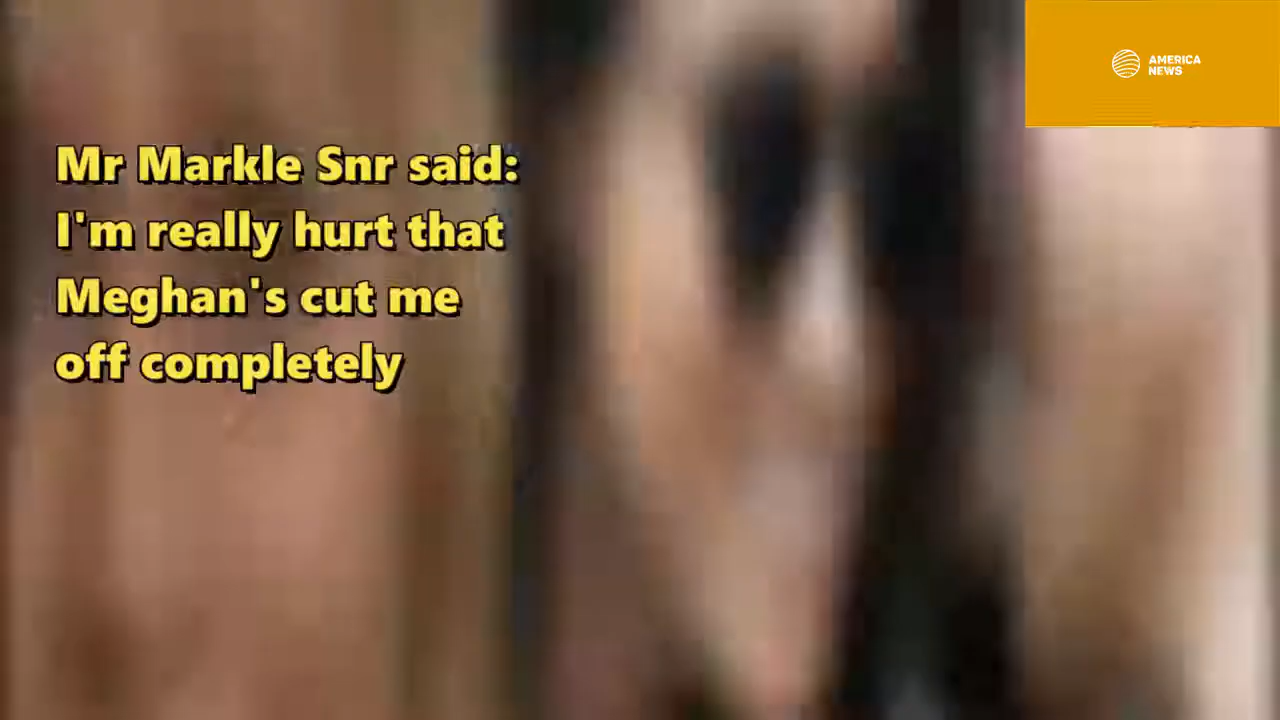 AMERICA
NEWS
Mr Markle Snr said:
I'm really hurt that
Meghan's cut me
off completely